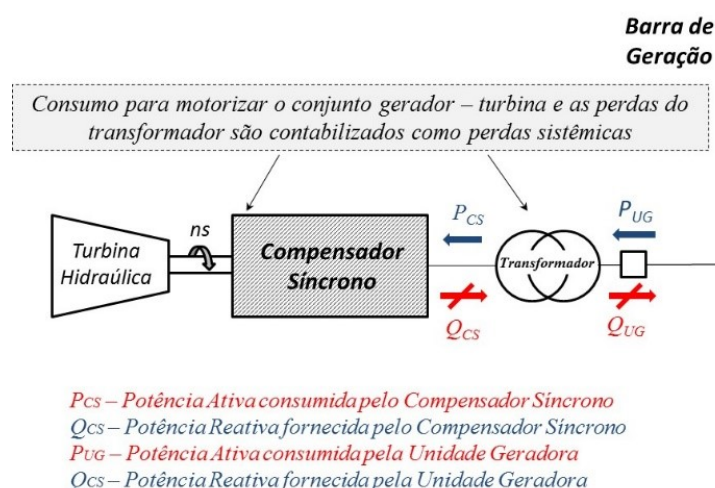 Barra de
Geração
Consumo para motorizar o conjunto gerador – turbina e as perdas do
transformador são contabilizados como perdas sistêmicas
Turbina
Hidraúlica
ns
Compensador
Síncrono
PCS
QCS
Transformador
PUG
QUG
PCS – Potência Ativa consumida pelo Compensador Síncrono
QCS – Potência Reativa fornecida pelo Compensador Síncrono
PUG – Potência Ativa consumida pela Unidade Geradora
QCS – Potência Reativa fornecida pela Unidade Geradora